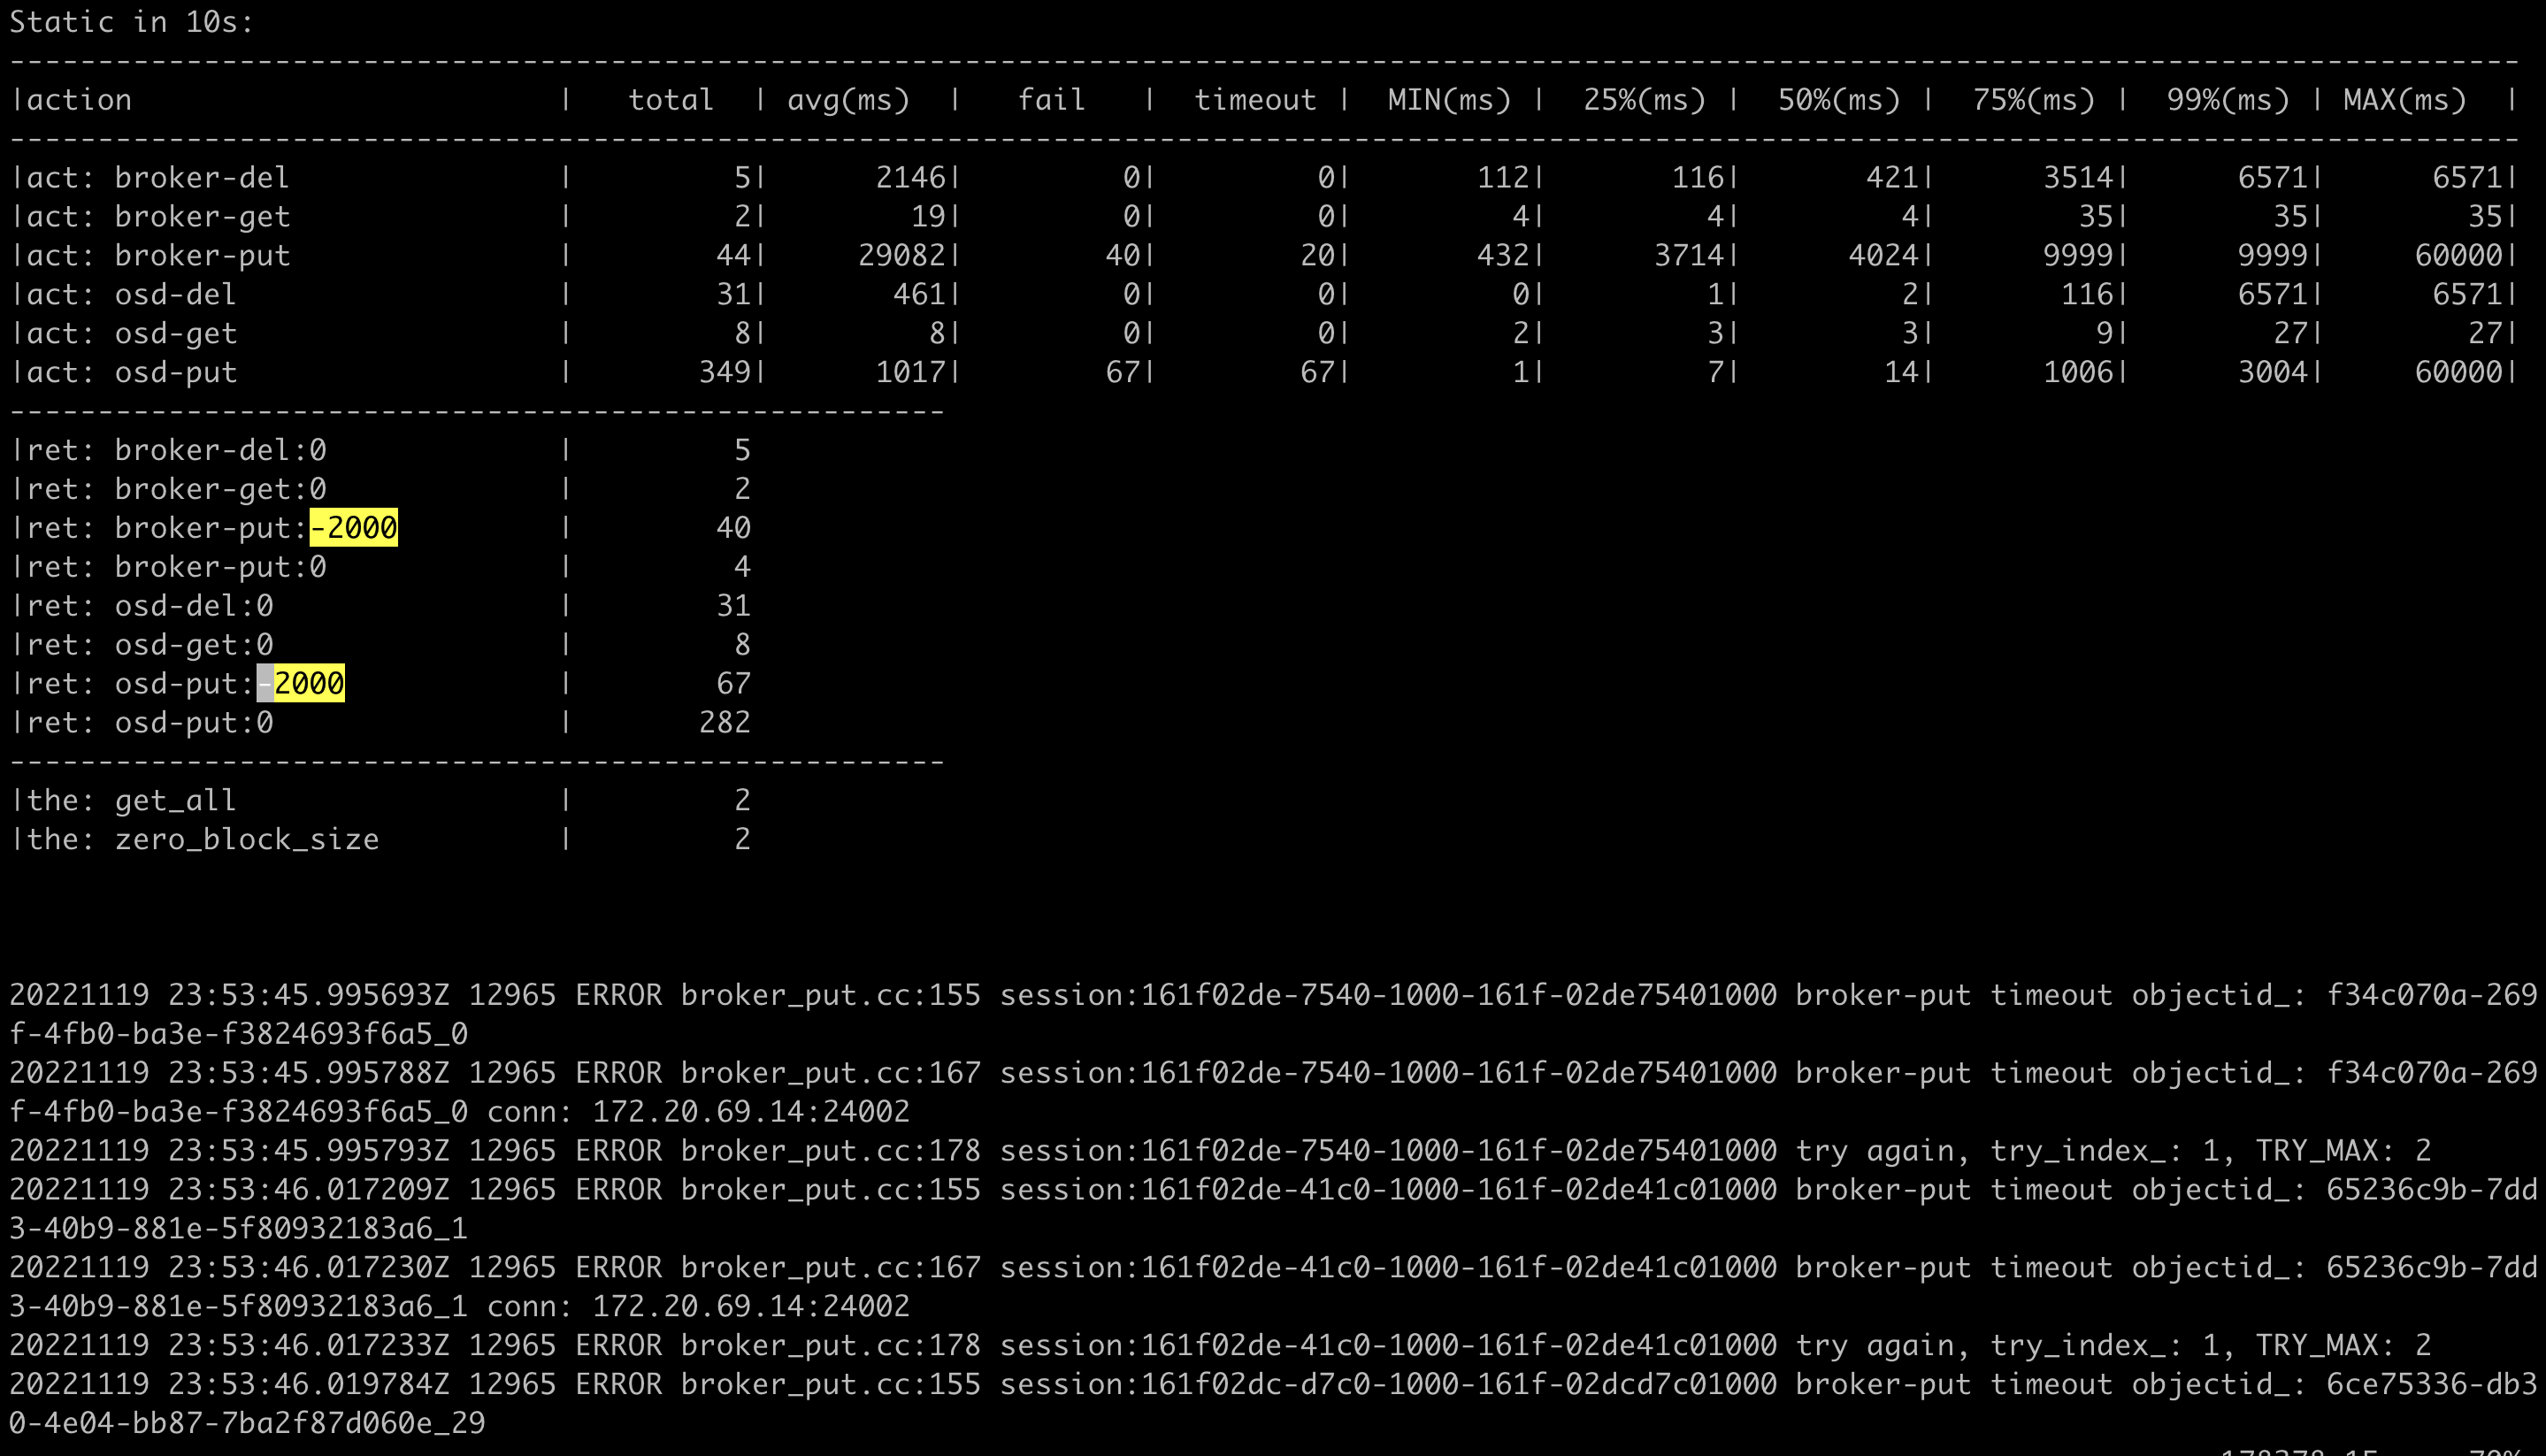 Static in 10s:
----------------------------------------------------------------------------------------------------------------------------------------------
|action                        |   total  | avg(ms)  |   fail   |  timeout |  MIN(ms) |  25%(ms) |  50%(ms) |  75%(ms) |  99%(ms) | MAX(ms)  |
----------------------------------------------------------------------------------------------------------------------------------------------
|act: broker-del               |         5|      2146|         0|         0|       112|       116|       421|      3514|      6571|      6571|
|act: broker-get               |         2|        19|         0|         0|         4|         4|         4|        35|        35|        35|
|act: broker-put               |        44|     29082|        40|        20|       432|      3714|      4024|      9999|      9999|     60000|
|act: osd-del                  |        31|       461|         0|         0|         0|         1|         2|       116|      6571|      6571|
|act: osd-get                  |         8|         8|         0|         0|         2|         3|         3|         9|        27|        27|
|act: osd-put                  |       349|      1017|        67|        67|         1|         7|        14|      1006|      3004|     60000|
-----------------------------------------------------
|ret: broker-del:0             |         5
|ret: broker-get:0             |         2
|ret: broker-put:-2000         |        40
|ret: broker-put:0             |         4
|ret: osd-del:0                |        31
|ret: osd-get:0                |         8
|ret: osd-put:-2000            |        67
|ret: osd-put:0                |       282
-----------------------------------------------------
|the: get_all                  |         2
|the: zero_block_size          |         2
20221119 23:53:45.995693Z 12965 ERROR broker_put.cc:155 session:161f02de-7540-1000-161f-02de75401000 broker-put timeout objectid_: f34c070a-269
f-4fb0-ba3e-f3824693f6a5_0
20221119 23:53:45.995788Z 12965 ERROR broker_put.cc:167 session:161f02de-7540-1000-161f-02de75401000 broker-put timeout objectid_: f34c070a-269
f-4fb0-ba3e-f3824693f6a5_0 conn: 172.20.69.14:24002
20221119 23:53:45.995793Z 12965 ERROR broker_put.cc:178 session:161f02de-7540-1000-161f-02de75401000 try again, try_index_: 1, TRY_MAX: 2
20221119 23:53:46.017209Z 12965 ERROR broker_put.cc:155 session:161f02de-41c0-1000-161f-02de41c01000 broker-put timeout objectid_: 65236c9b-7dd
3-40b9-881e-5f80932183a6_1
20221119 23:53:46.017230Z 12965 ERROR broker_put.cc:167 session:161f02de-41c0-1000-161f-02de41c01000 broker-put timeout objectid_: 65236c9b-7dd
3-40b9-881e-5f80932183a6_1 conn: 172.20.69.14:24002
20221119 23:53:46.017233Z 12965 ERROR broker_put.cc:178 session:161f02de-41c0-1000-161f-02de41c01000 try again, try_index_: 1, TRY_MAX: 2
20221119 23:53:46.019784Z 12965 ERROR broker_put.cc:155 session:161f02dc-d7c0-1000-161f-02dcd7c01000 broker-put timeout objectid_: 6ce75336-db3
0-4e04-bb87-7ba2f87d060e_29